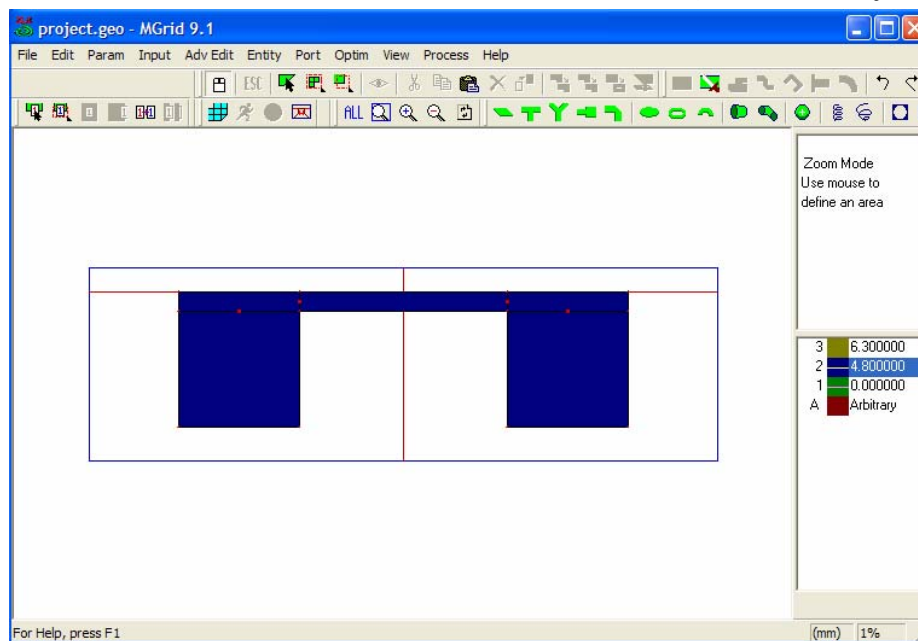 project.geo - MGrid 9.1
File Edit Param Input Adv Edit Entity Port Optim View Process Help
ESC
ALL
Zoom Mode
Use mouse to
define an area
3 6.300000
2 4.800000
1 0.000000
A Arbitrary
For Help, press F1 (mm) 1%